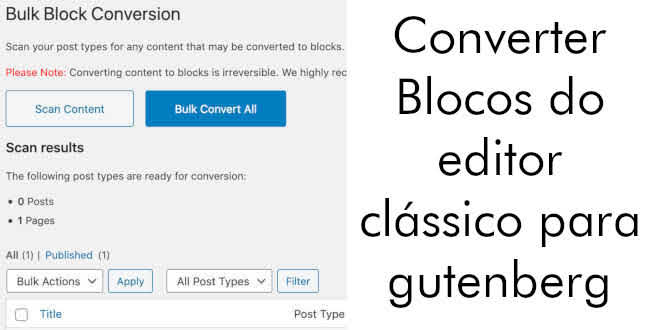 Bulk Block Conversion
Scan your post types for any content that may be converted to blocks.
Please Note: Converting content to blocks is irreversible. We highly rec
Scan Content
Bulk Convert All
Scan results
The following post types are ready for conversion:
• 0 Posts
• 1 Pages
All (1) | Published (1)
Bulk Actions
Apply
All Post Types
Filter
Title
Post Type
Converter
Blocos do
editor
clássico para
gutenberg